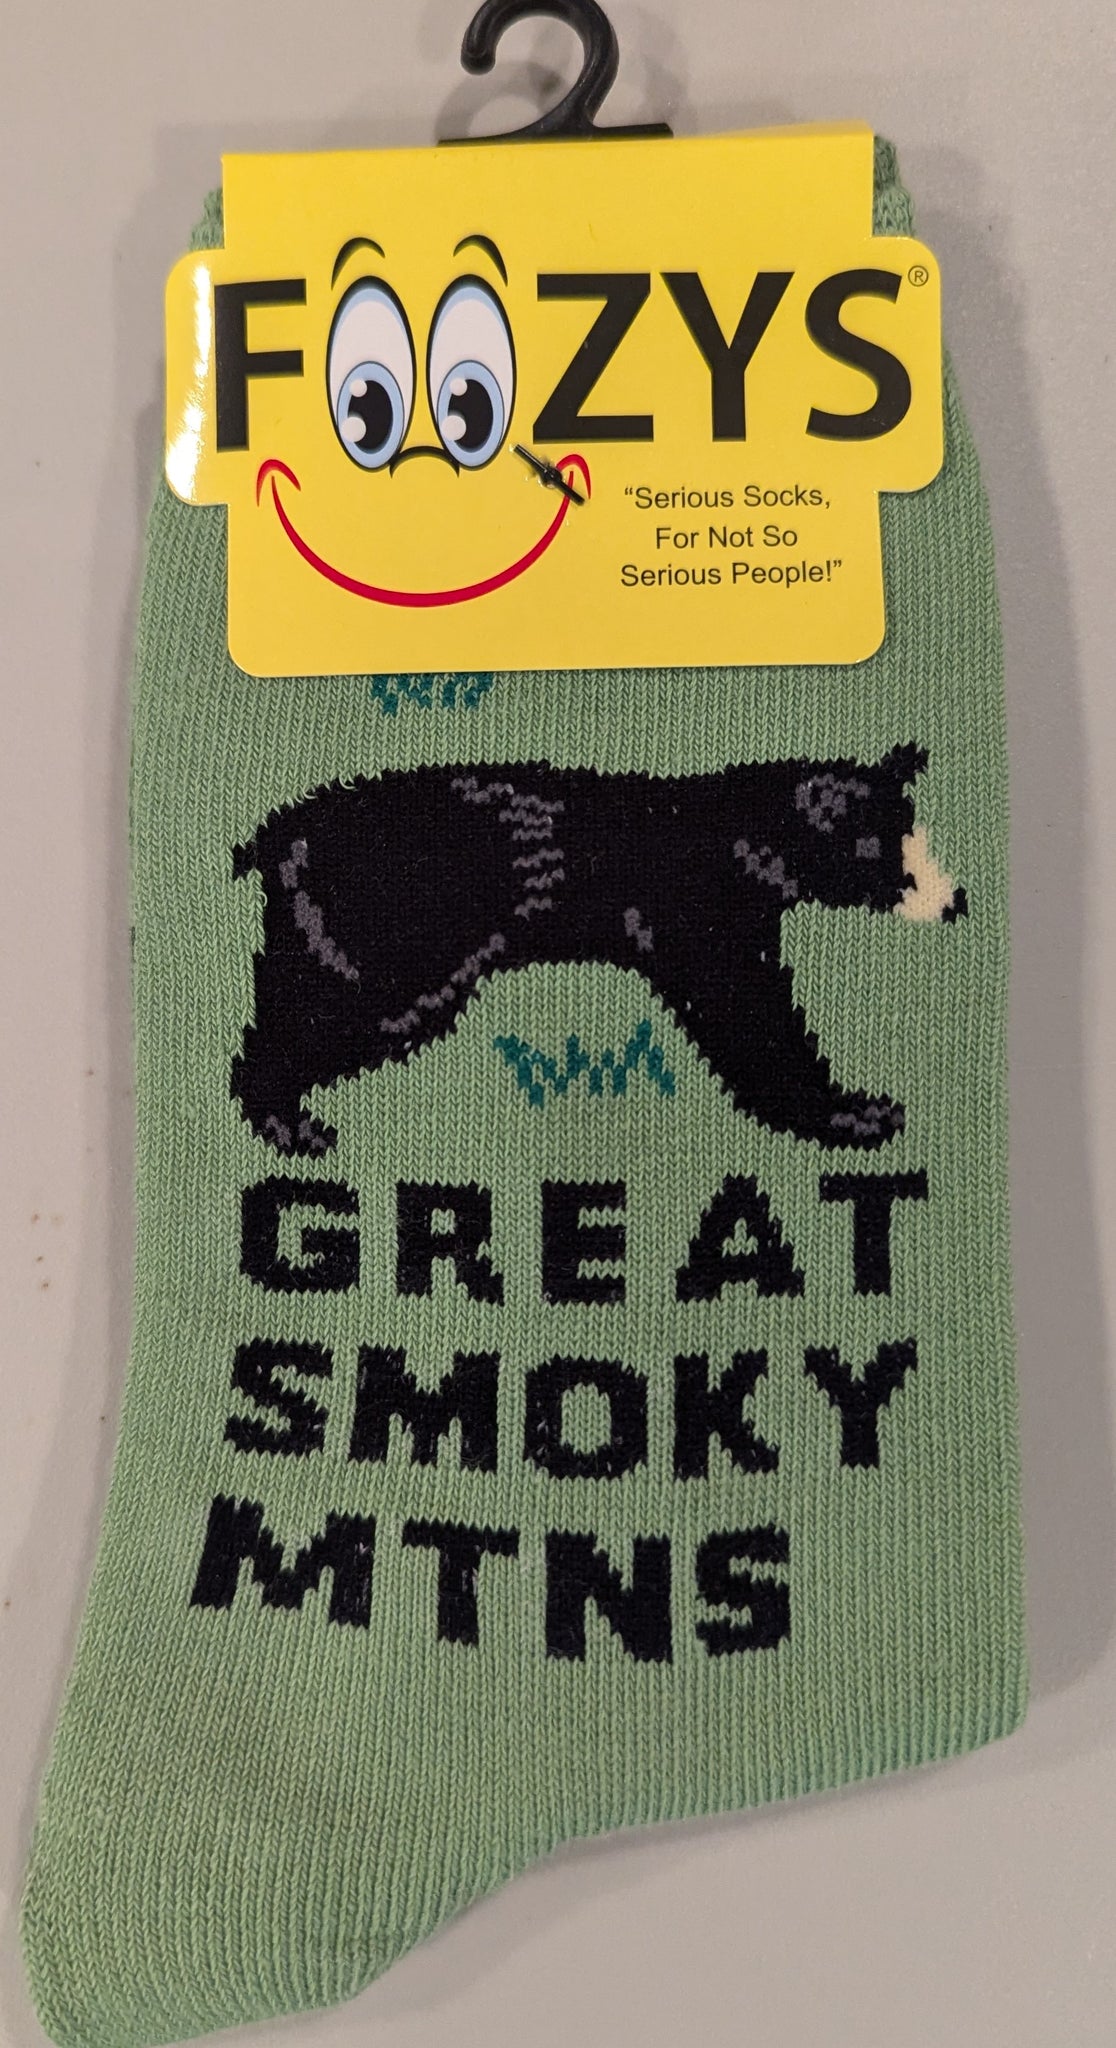 FOOZYS®
“Serious Socks,
For Not So
Serious People!”
GREAT
SMOKY
MTNS